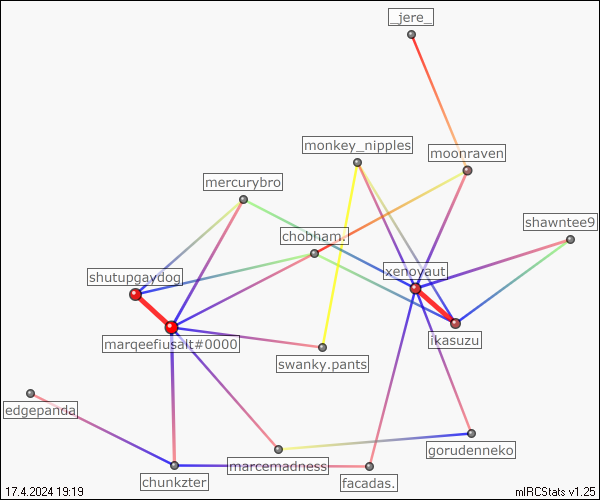 _jere_
monkey_nipples
moonraven
mercurybro
shawntee9
chobham.
xenovaut
shutupgaydog
marqeefiusalt#0000
ikasuzu
swanky.pants
edgepanda
gorudenneko
marcemadness
chunkzter
facadas.
17.4.2024 19:19
mIRCStats v1.25